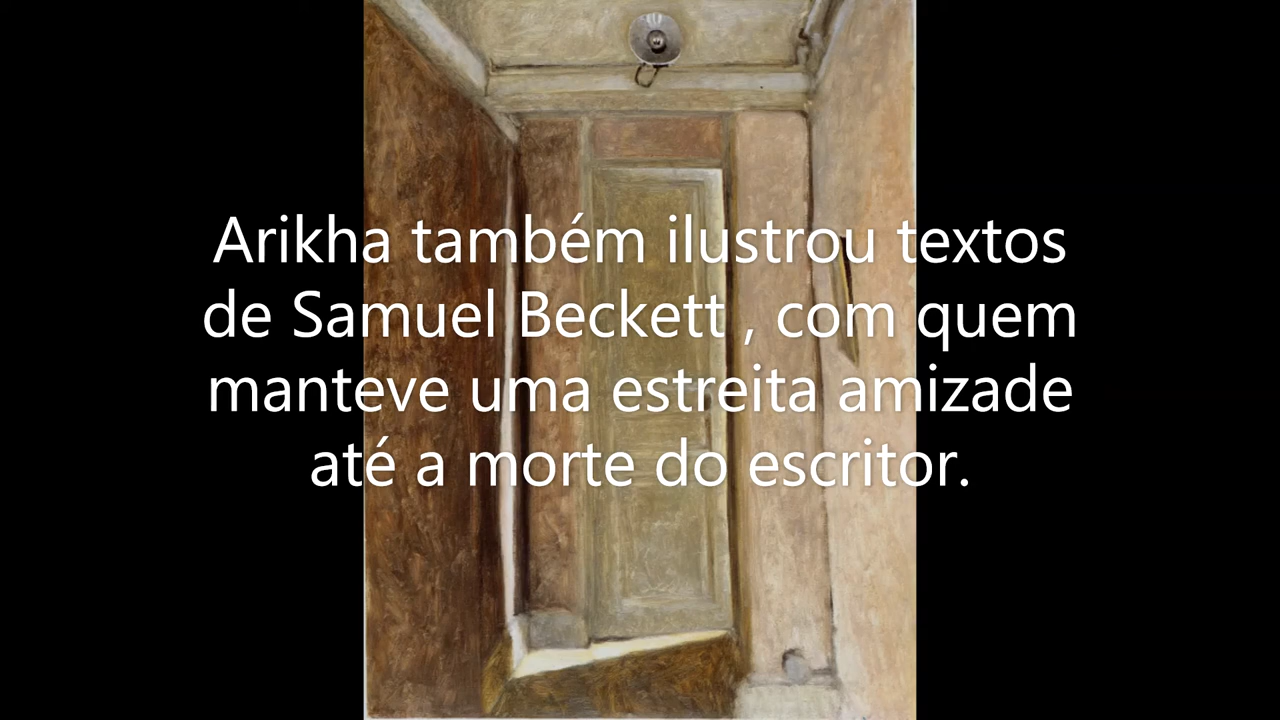 Arikha também ilustrou textos
de Samuel Beckett , com quem
manteve uma estreita amizade
até a morte do escritor.